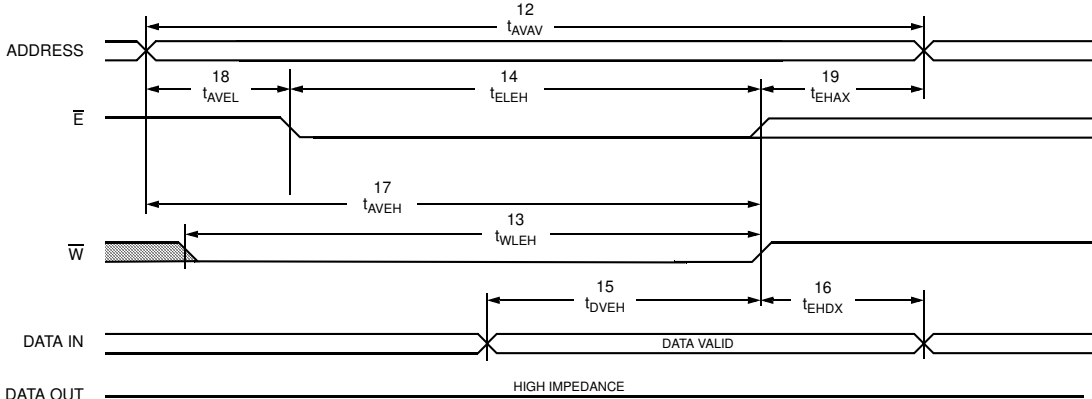 12
tAVAV
ADDRESS
18
tAVEL
14
tELEH
19
tEHAX
E
17
tAVEH
13
tWLEH
W
15
tDVEH
16
tEHDX
DATA IN
DATA VALID
HIGH IMPEDANCE
DATA OUT